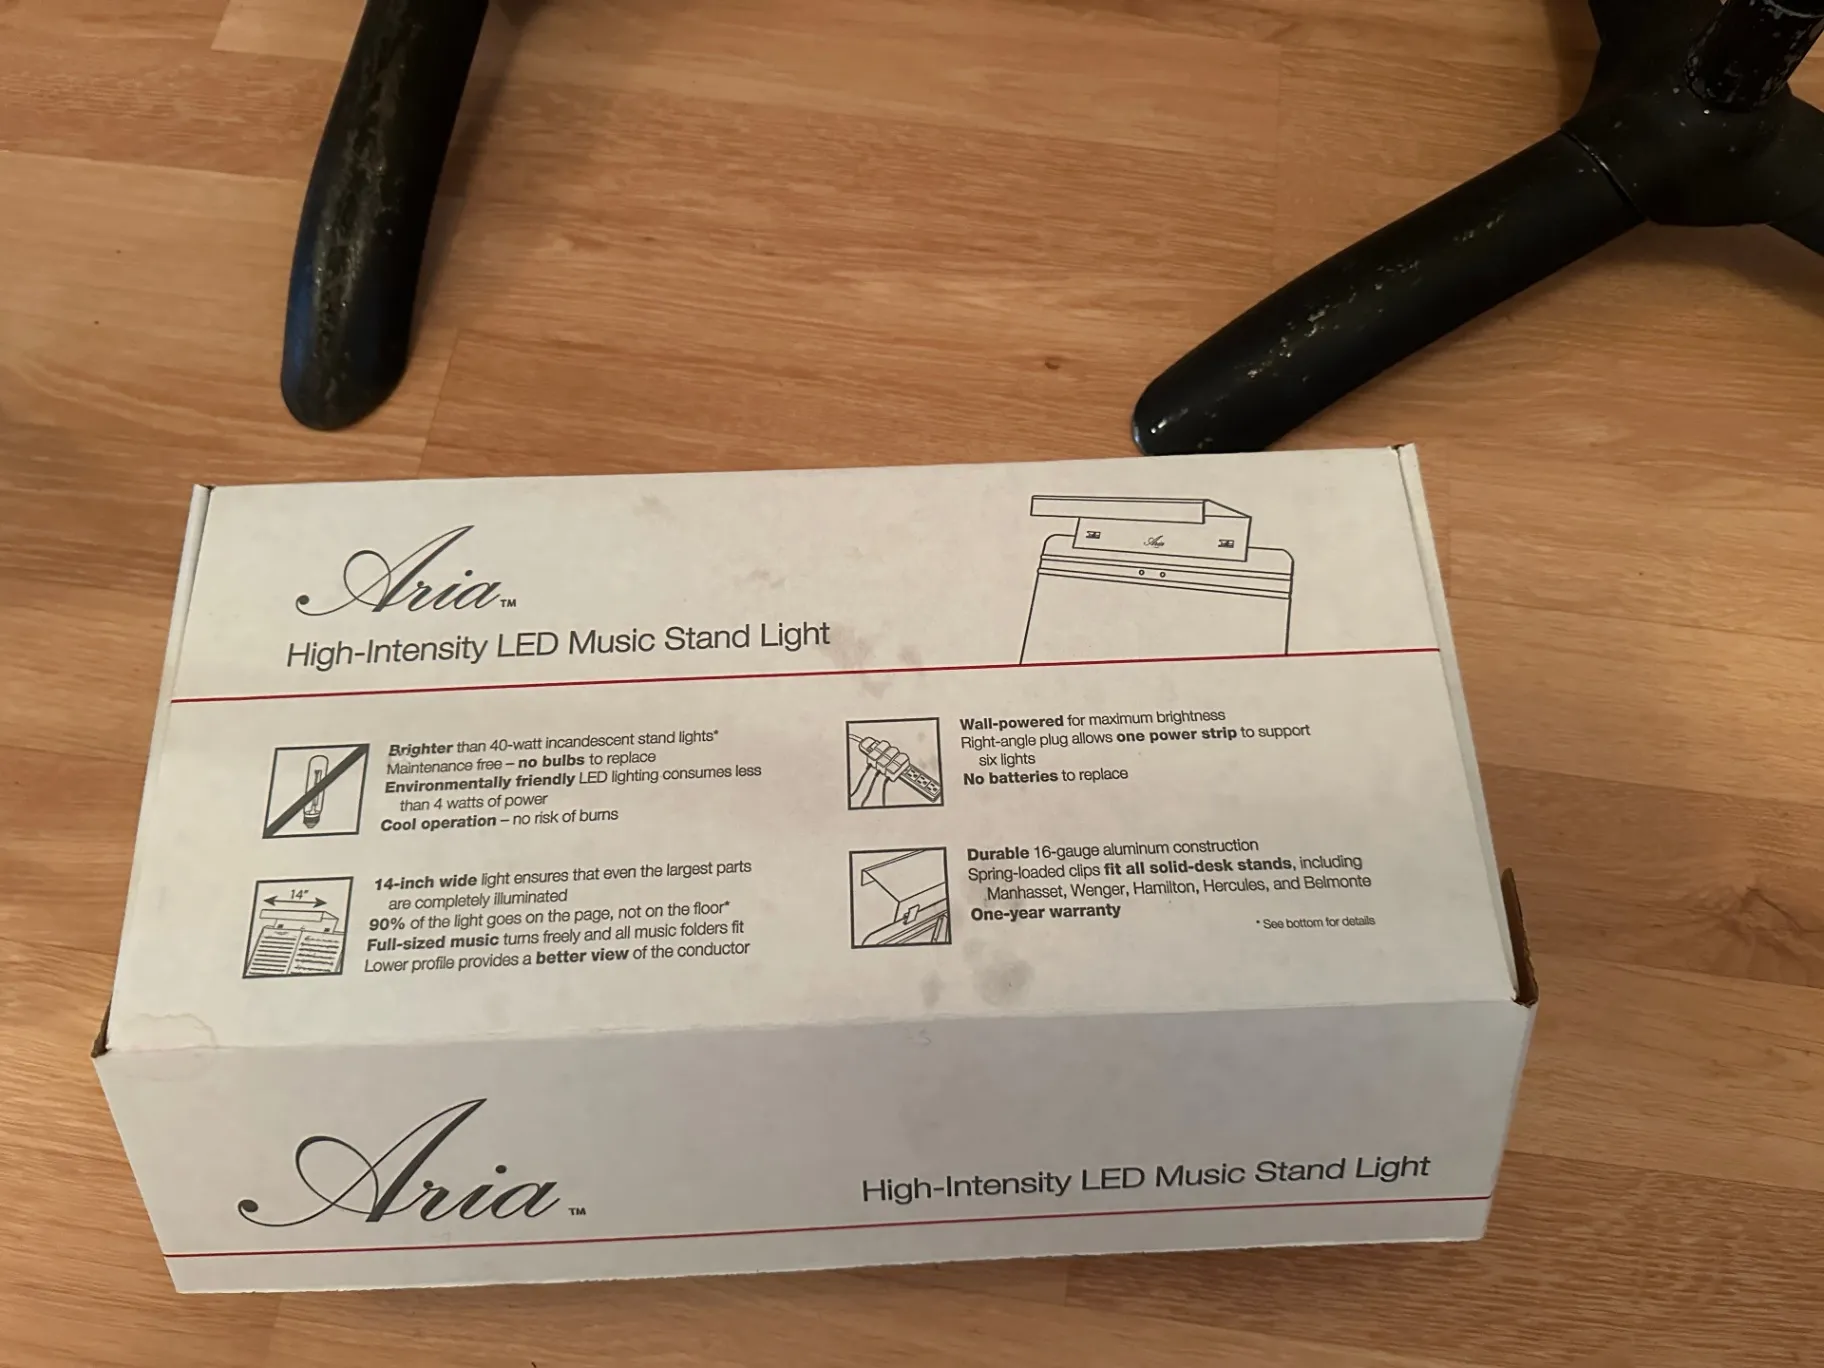 Aria™
High-Intensity LED Music Stand Light
Aria
Brighter than 40-watt incandescent stand lights*
Maintenance free – no bulbs to replace
Environmentally friendly LED lighting consumes less
than 4 watts of power
Cool operation – no risk of burns
14"
14-inch wide light ensures that even the largest parts
are completely illuminated
90% of the light goes on the page, not on the floor*
Full-sized music turns freely and all music folders fit
Lower profile provides a better view of the conductor
Wall-powered for maximum brightness
Right-angle plug allows one power strip to support
six lights
No batteries to replace
Durable 16-gauge aluminum construction
Spring-loaded clips fit all solid-desk stands, including
Manhasset, Wenger, Hamilton, Hercules, and Belmonte
One-year warranty
* See bottom for details
Aria™
High-Intensity LED Music Stand Light